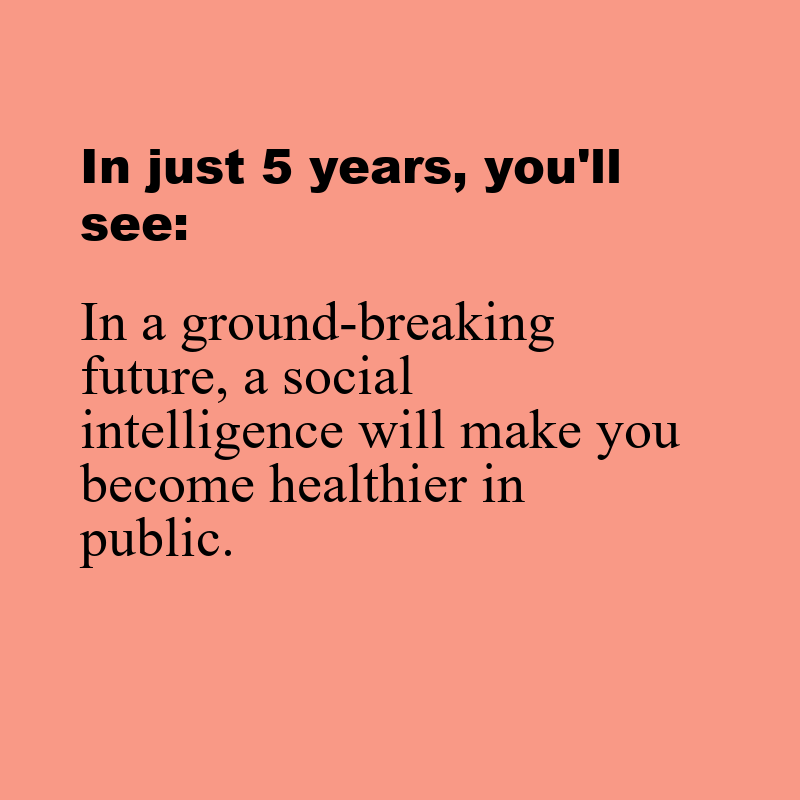 In just 5 years, you'll
see:
In a ground-breaking
future, a social
intelligence will make you
become healthier in
public.